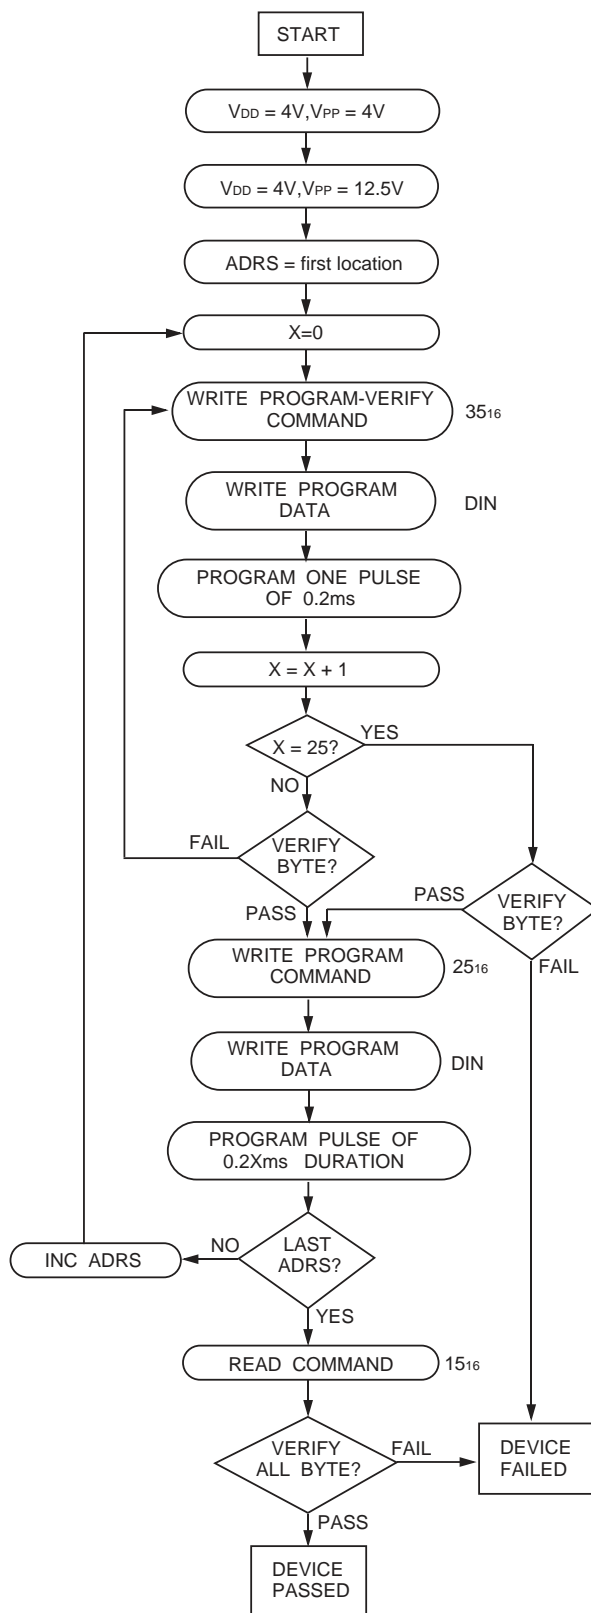 START
VDD = 4V,VPP = 4V
VDD = 4V,VPP = 12.5V
ADRS = first location
X=0
WRITE PROGRAM-VERIFY
COMMAND
3516
WRITE PROGRAM
DATA
DIN
PROGRAM ONE PULSE
OF 0.2ms
X = X + 1
X = 25?
YES
NO
FAIL
VERIFY
BYTE?
PASS
PASS
VERIFY
BYTE?
FAIL
WRITE PROGRAM
COMMAND
2516
WRITE PROGRAM
DATA
DIN
PROGRAM PULSE OF
0.2Xms DURATION
INC ADRS
NO
LAST
ADRS?
YES
READ COMMAND
1516
VERIFY
ALL BYTE?
FAIL
DEVICE
FAILED
PASS
DEVICE
PASSED